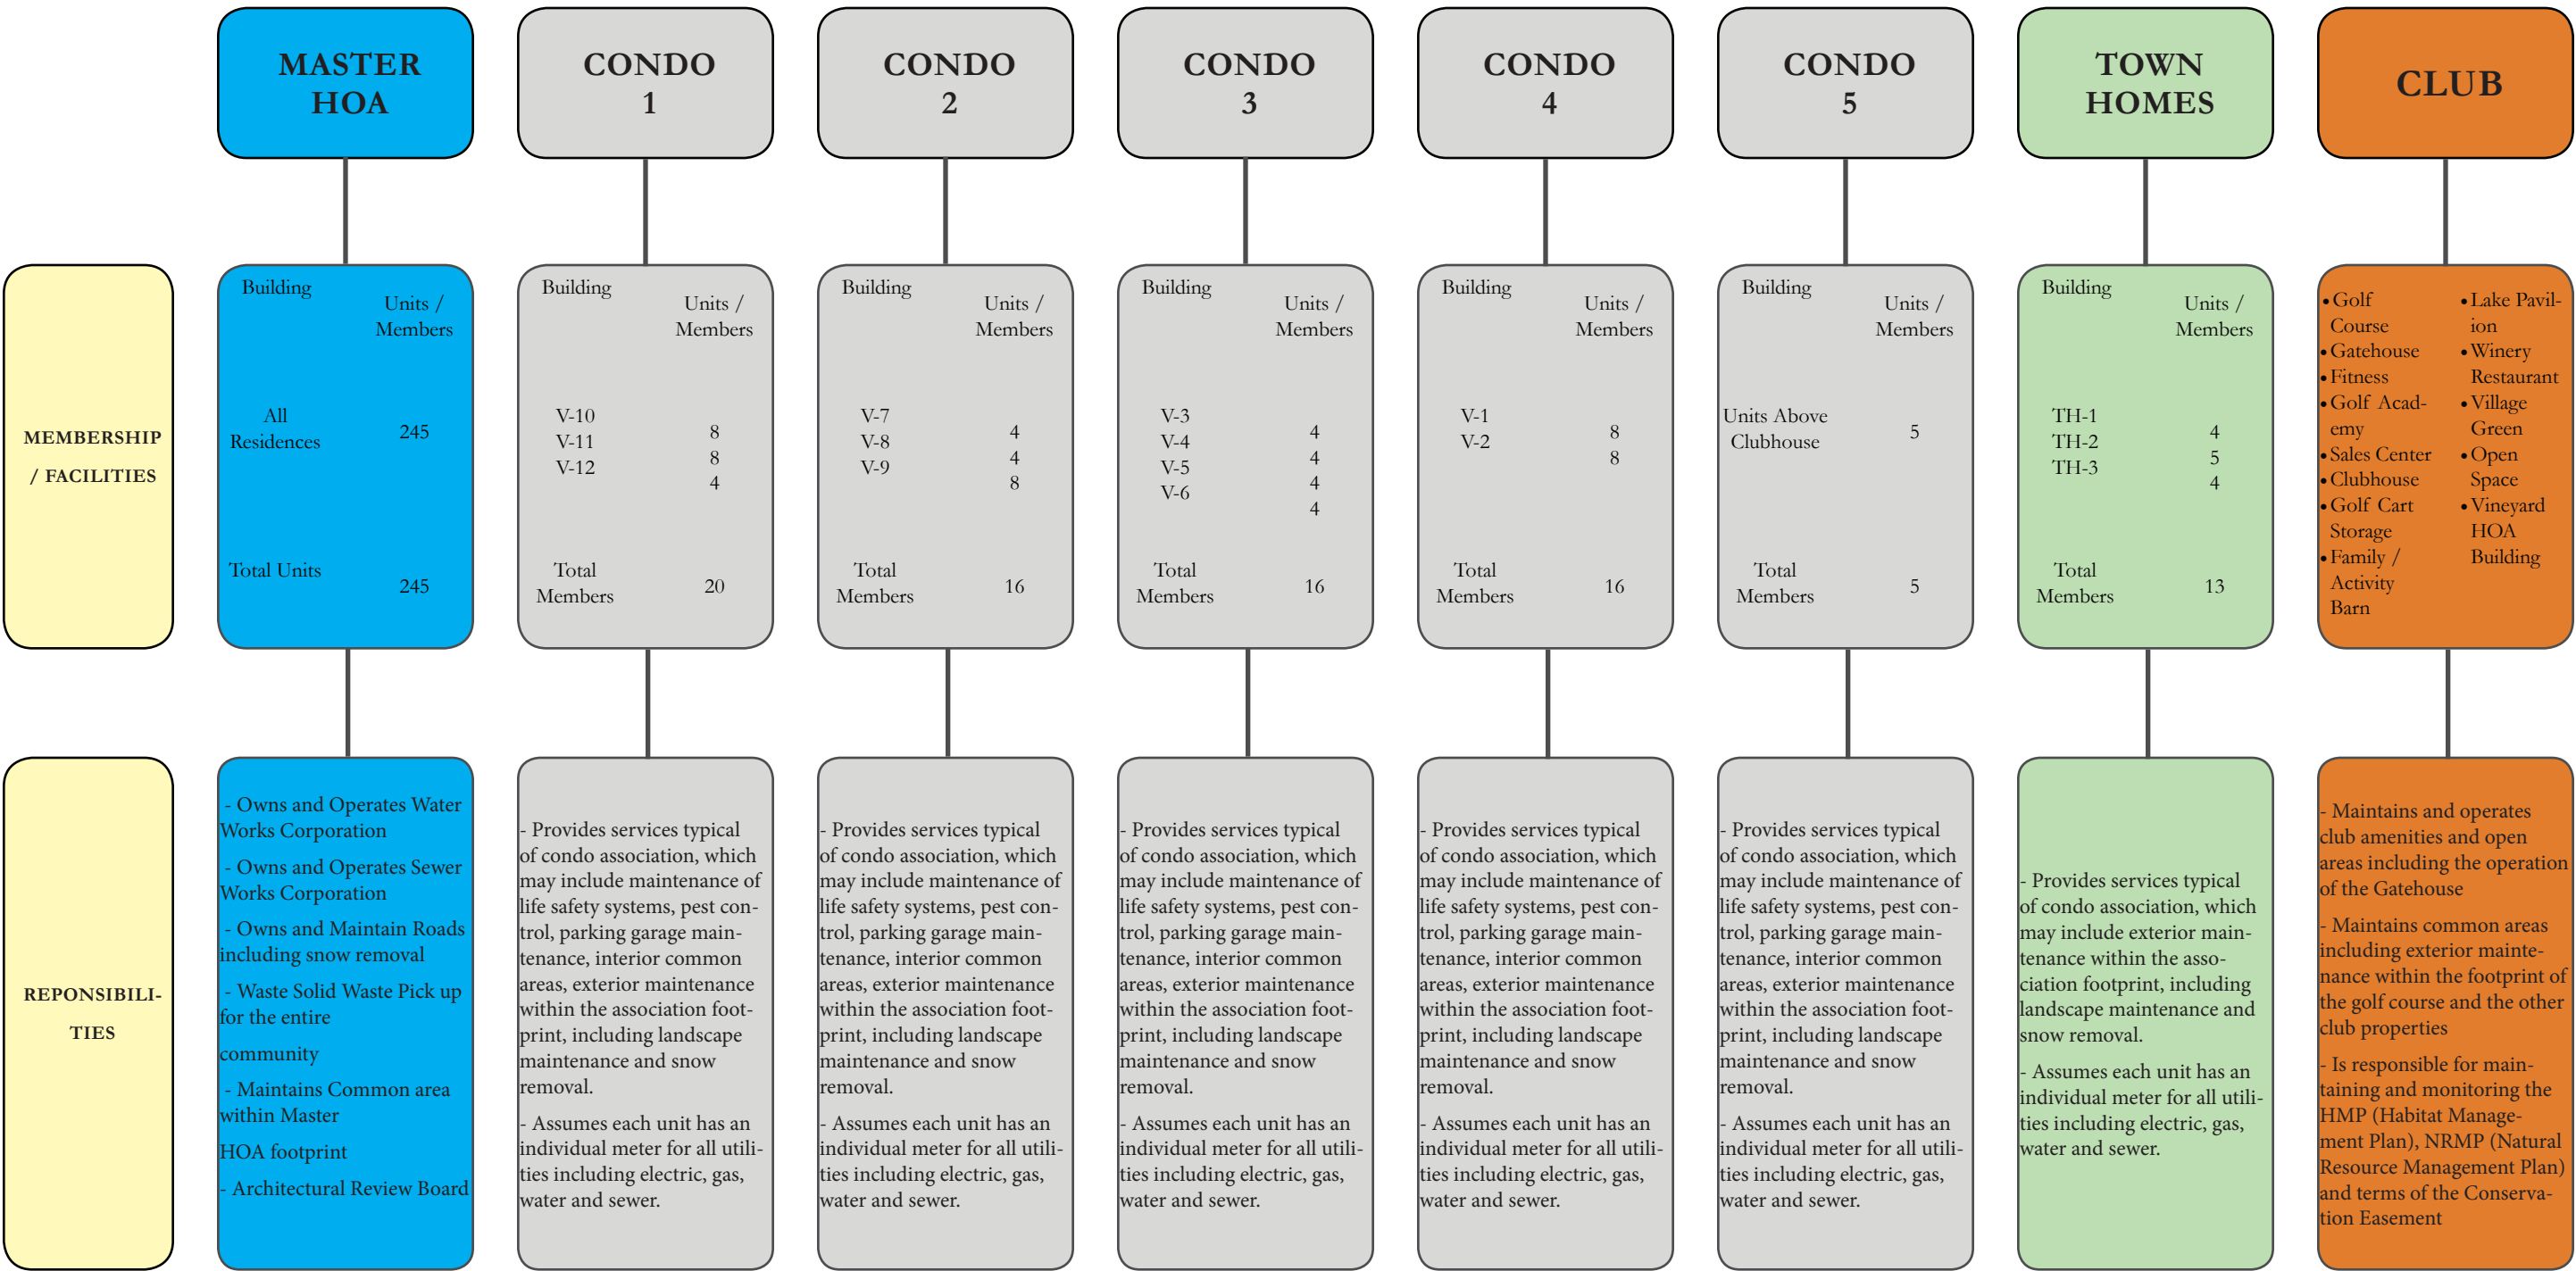 MASTER
HOA
CONDO
1
CONDO
2
CONDO
3
CONDO
4
CONDO
5
TOWN
HOMES
CLUB
MEMBERSHIP
/ FACILITIES
Building
Units /
Members
All
Residences
245
Total Units
245
Building
Units /
Members
V-10
V-11
V-12
8
8
4
Total
Members
20
Building
Units /
Members
V-7
V-8
V-9
4
4
8
Total
Members
16
Building
Units /
Members
V-3
V-4
V-5
V-6
4
4
4
4
Total
Members
16
Building
Units /
Members
V-1
V-2
8
8
Total
Members
16
Building
Units /
Members
Units Above
Clubhouse
5
Total
Members
5
Building
Units /
Members
TH-1
TH-2
TH-3
4
5
4
Total
Members
13
•Golf
Course
•Gatehouse
•Fitness
•Golf Acad-
emy
•Sales Center
•Clubhouse
•Golf Cart
Storage
•Family /
Activity
Barn
•Lake Pavil-
ion
•Winery
Restaurant
•Village
Green
•Open
Space
•Vineyard
HOA
Building
REPONSIBILI-
TIES
- Owns and Operates Water
Works Corporation
- Owns and Operates Sewer
Works Corporation
- Owns and Maintain Roads
including snow removal
- Waste Solid Waste Pick up
for the entire
community
- Maintains Common area
within Master
HOA footprint
- Architectural Review Board
- Provides services typical
of condo association, which
may include maintenance of
life safety systems, pest con-
trol, parking garage main-
tenance, interior common
areas, exterior maintenance
within the association foot-
print, including landscape
maintenance and snow
removal.
- Assumes each unit has an
individual meter for all utili-
ties including electric, gas,
water and sewer.
- Provides services typical
of condo association, which
may include maintenance of
life safety systems, pest con-
trol, parking garage main-
tenance, interior common
areas, exterior maintenance
within the association foot-
print, including landscape
maintenance and snow
removal.
- Assumes each unit has an
individual meter for all utili-
ties including electric, gas,
water and sewer.
- Provides services typical
of condo association, which
may include maintenance of
life safety systems, pest con-
trol, parking garage main-
tenance, interior common
areas, exterior maintenance
within the association foot-
print, including landscape
maintenance and snow
removal.
- Assumes each unit has an
individual meter for all utili-
ties including electric, gas,
water and sewer.
- Provides services typical
of condo association, which
may include maintenance of
life safety systems, pest con-
trol, parking garage main-
tenance, interior common
areas, exterior maintenance
within the association foot-
print, including landscape
maintenance and snow
removal.
- Assumes each unit has an
individual meter for all utili-
ties including electric, gas,
water and sewer.
- Provides services typical
of condo association, which
may include maintenance of
life safety systems, pest con-
trol, parking garage main-
tenance, interior common
areas, exterior maintenance
within the association foot-
print, including landscape
maintenance and snow
removal.
- Assumes each unit has an
individual meter for all utili-
ties including electric, gas,
water and sewer.
- Provides services typical
of condo association, which
may include exterior main-
tenance within the asso-
ciation footprint, including
landscape maintenance and
snow removal.
- Assumes each unit has an
individual meter for all utili-
ties including electric, gas,
water and sewer.
- Maintains and operates
club amenities and open
areas including the operation
of the Gatehouse
- Maintains common areas
including exterior mainte-
nance within the footprint of
the golf course and the other
club properties
- Is responsible for main-
taining and monitoring the
HMP (Habitat Manage-
ment Plan), NRMP (Natural
Resource Management Plan)
and terms of the Conserva-
tion Easement